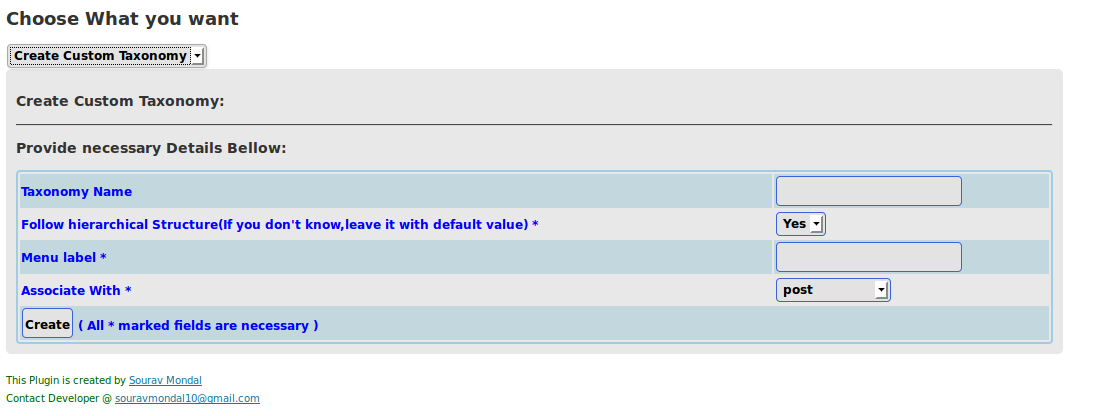 Choose What you want
Create Custom Taxonomy
Create Custom Taxonomy:
Provide necessary Details Bellow:
Taxonomy Name
Follow hierarchical Structure(If you don't know,leave it with default value) * Yes
Menu label *
Associate With * post
Create ( All * marked fields are necessary )
This Plugin is created by Sourav Mondal
Contact Developer @ souravmondal10@gmail.com